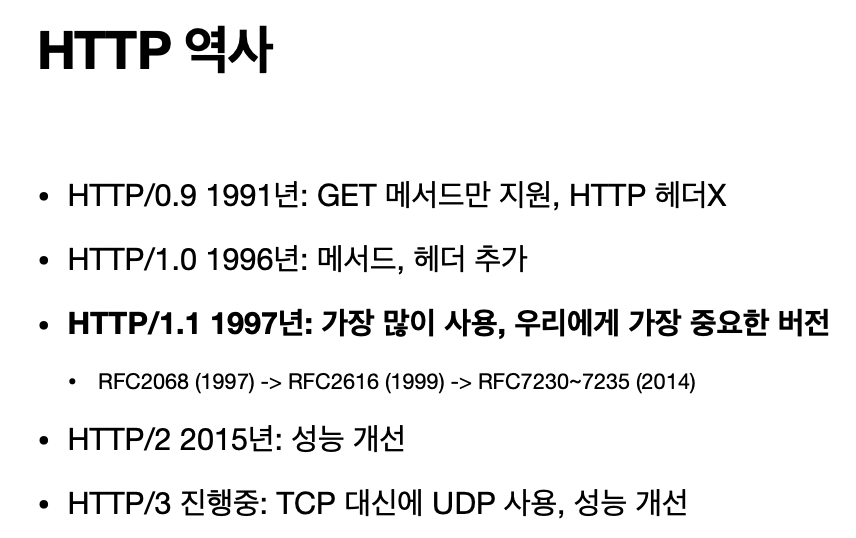 HTTP 역사
• HTTP/0.9 1991년: GET 메서드만 지원, HTTP 헤더X
• HTTP/1.0 1996년: 메서드, 헤더 추가
• HTTP/1.1 1997년: 가장 많이 사용, 우리에게 가장 중요한 버전
• RFC2068 (1997) -> RFC2616 (1999) -> RFC7230~7235 (2014)
• HTTP/2 2015년: 성능 개선
• HTTP/3 진행중: TCP 대신에 UDP 사용, 성능 개선